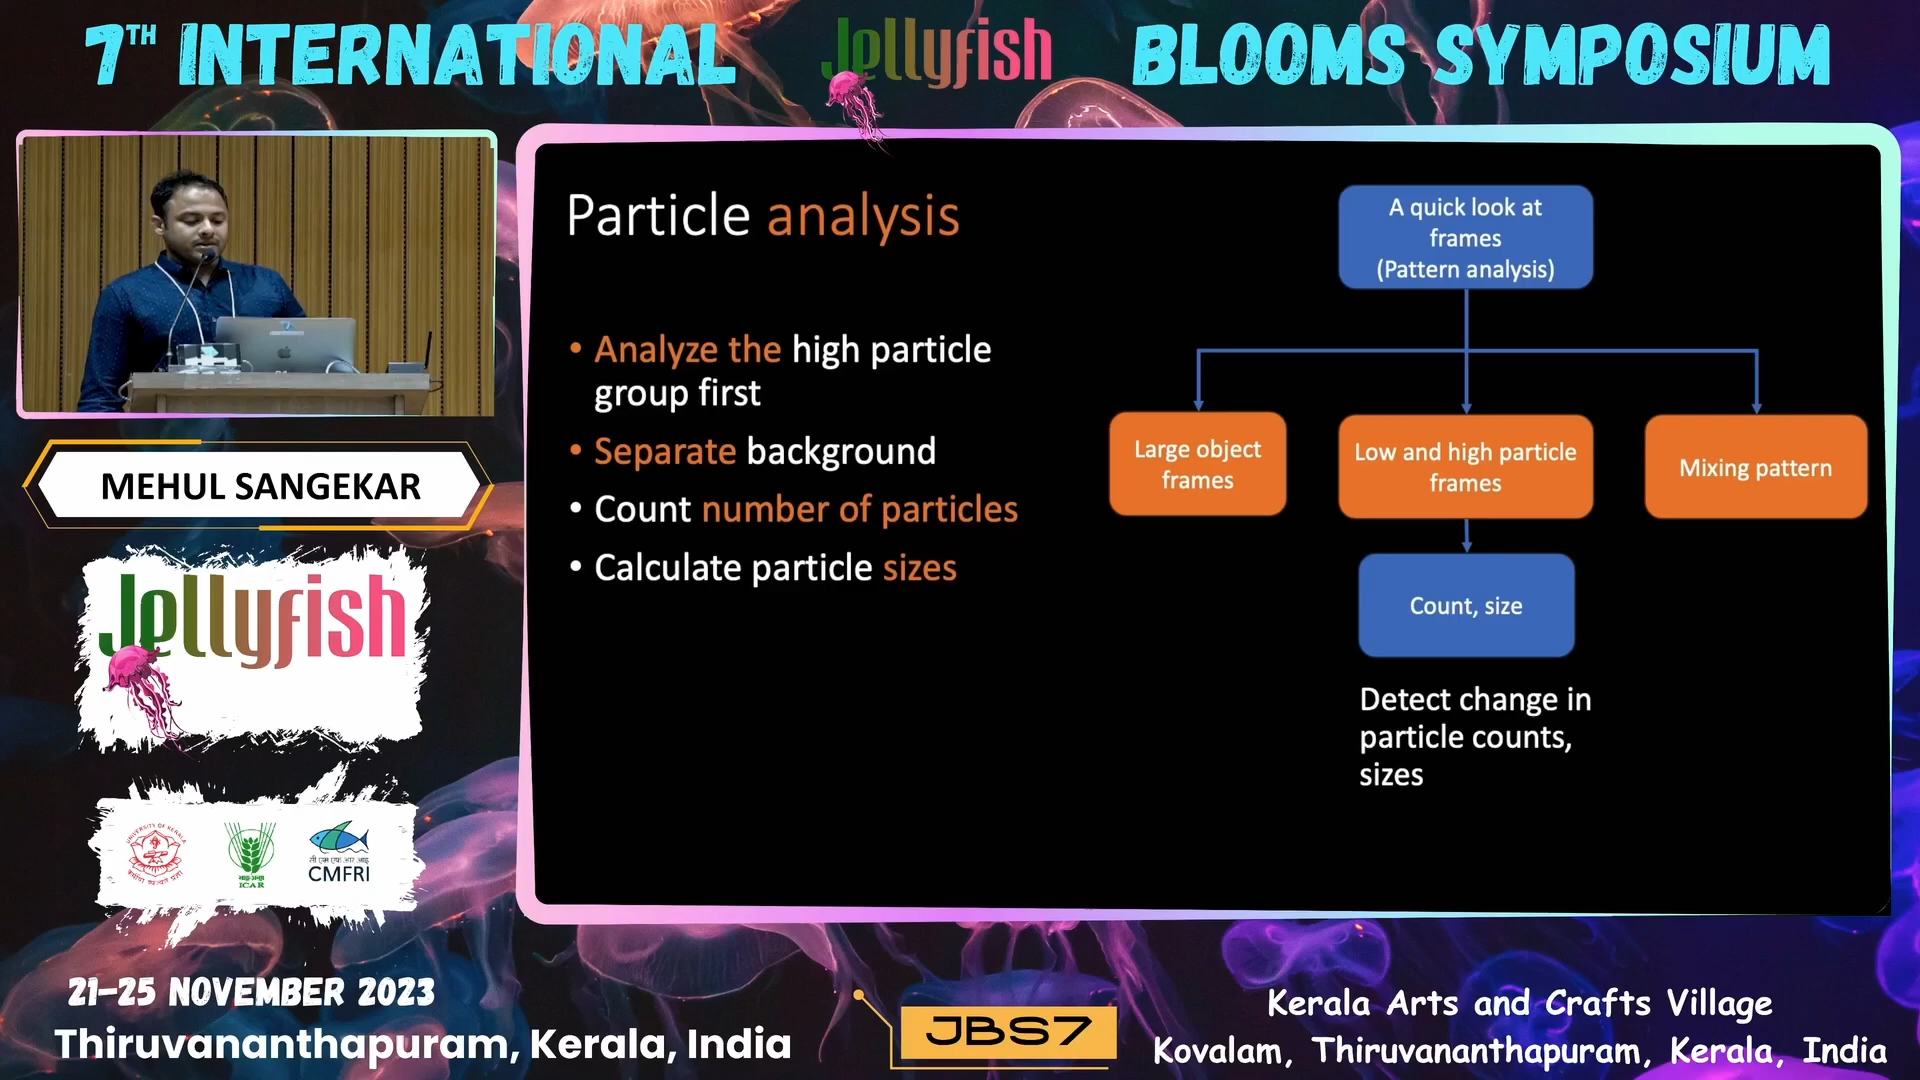 7TH INTERNATIONAL Jellyfish BLOOMS SYMPOSIUM
MEHUL SANGEKAR
Jellyfish
UNIVERSITY OF KERALA
ICAR
CMFRI
Particle analysis
• Analyze the high particle
group first
• Separate background
• Count number of particles
• Calculate particle sizes
A quick look at
frames
(Pattern analysis)
Large object
frames
Low and high particle
frames
Mixing pattern
Count, size
Detect change in
particle counts,
sizes
21-25 NOVEMBER 2023
Thiruvananthapuram, Kerala, India
JBS7
Kerala Arts and Crafts Village
Kovalam, Thiruvananthapuram, Kerala, India